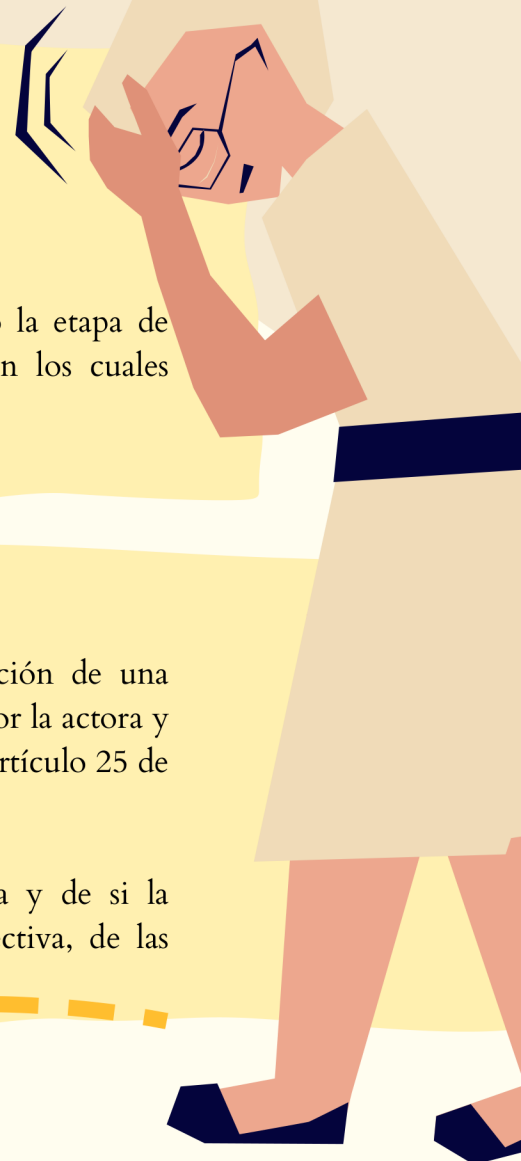 la etapa de
n los cuales
ción de una
or la actora y
rtículo 25 de
a y de si la
ectiva, de las